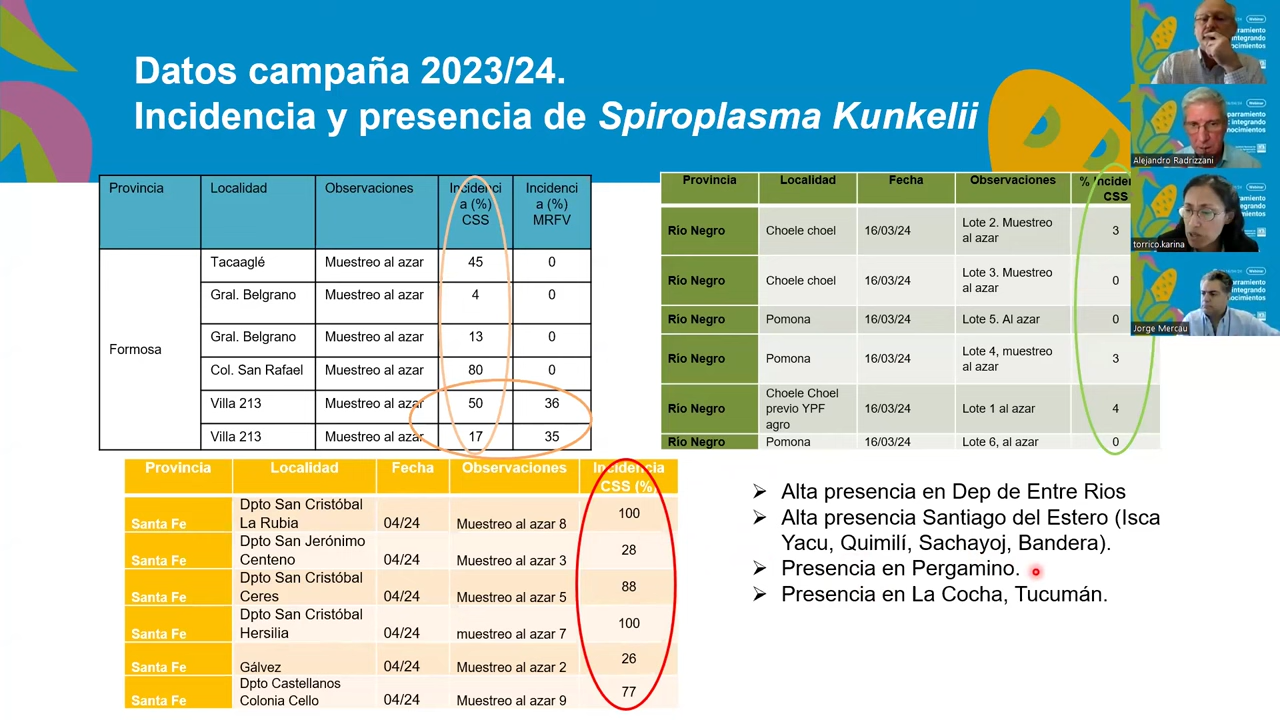 Datos campaña 2023/24.
Incidencia y presencia de Spiroplasma Kunkelii
Provincia Localidad Observaciones Incidenci
a (%)
CSS Incidenci
a (%)
MRFV
Formosa
Tacaaglé Muestreo al azar 45 0
Gral. Belgrano Muestreo al azar 4 0
Gral. Belgrano Muestreo al azar 13 0
Col. San Rafael Muestreo al azar 80 0
Villa 213 Muestreo al azar 50 36
Villa 213 Muestreo al azar 17 35
Provincia Localidad Fecha Observaciones % Inciden
CSS
Río Negro Choele choel 16/03/24 Lote 2. Muestreo
al azar 3
Río Negro Choele choel 16/03/24 Lote 3. Muestreo
al azar 0
Río Negro Pomona 16/03/24 Lote 5. Al azar 0
Río Negro Pomona 16/03/24 Lote 4, muestreo
al azar 3
Río Negro Choele Choel
previo YPF
agro 16/03/24 Lote 1 al azar 4
Río Negro Pomona 16/03/24 Lote 6, al azar 0
Provincia Localidad Fecha Observaciones Incidencia
CSS (%)
Santa Fe Dpto San Cristóbal
La Rubia 04/24 Muestreo al azar 8 100
Santa Fe Dpto San Jerónimo
Centeno 04/24 Muestreo al azar 3 28
Santa Fe Dpto San Cristóbal
Ceres 04/24 Muestreo al azar 5 88
Santa Fe Dpto San Cristóbal
Hersilia 04/24 muestreo al azar 7 100
Santa Fe Gálvez 04/24 Muestreo al azar 2 26
Santa Fe Dpto Castellanos
Colonia Cello 04/24 Muestreo al azar 9 77
➢ Alta presencia en Dep de Entre Rios
➢ Alta presencia Santiago del Estero (Isca
Yacu, Quimilí, Sachayoj, Bandera).
➢ Presencia en Pergamino.
➢ Presencia en La Cocha, Tucumán.
Webinar
rramiento
integrando
nocimientos
Alejandro Radrizzani
torrico.karina
Jorge Mercau